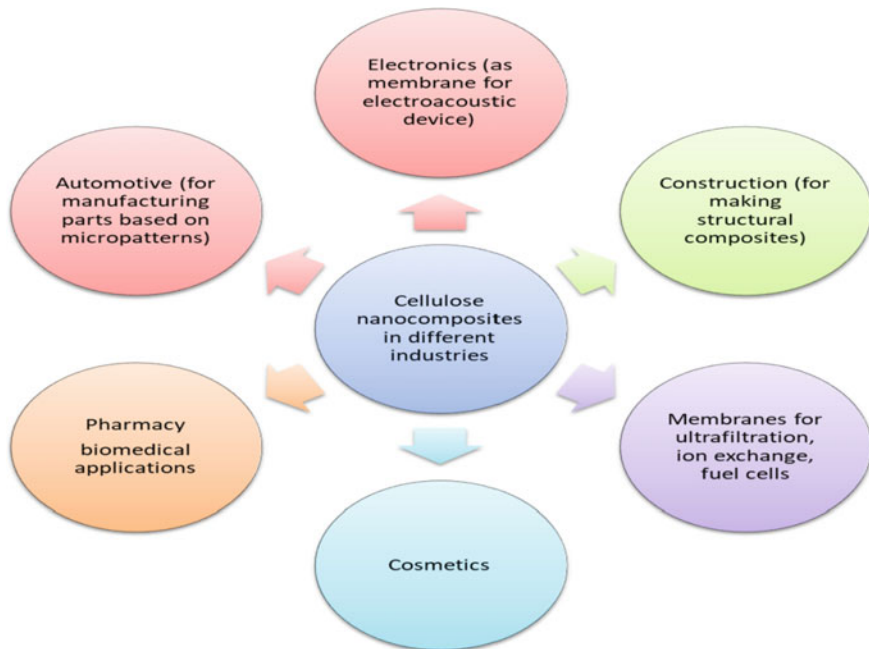 Electronics (as
membrane for
electroacoustic
device)
Automotive (for
manufacturing
parts based on
micropatterns)
Construction (for
making
structural
composites)
Cellulose
nanocomposites
in different
industries
Pharmacy
biomedical
applications
Membranes for
ultrafiltration,
ion exchange,
fuel cells
Cosmetics